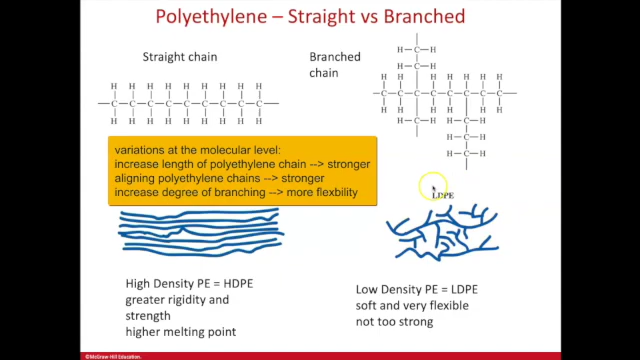 Polyethylene – Straight vs Branched
Straight chain
H H H H H H H H H
—C—C—C—C—C—C—C—C—C—
H H H H H H H H H
Branched
chain
H—C—H
H—C—H
H H H H H H
—C—C—C—C—C—C—C—C—
H H H H H H
H—C—H H—C—H
H—C—H
H—C—H
variations at the molecular level:
increase length of polyethylene chain --> stronger
aligning polyethylene chains --> stronger
increase degree of branching --> more flexbility
LDPE
High Density PE = HDPE
greater rigidity and
strength
higher melting point
Low Density PE = LDPE
soft and very flexible
not too strong
©McGraw-Hill Education.